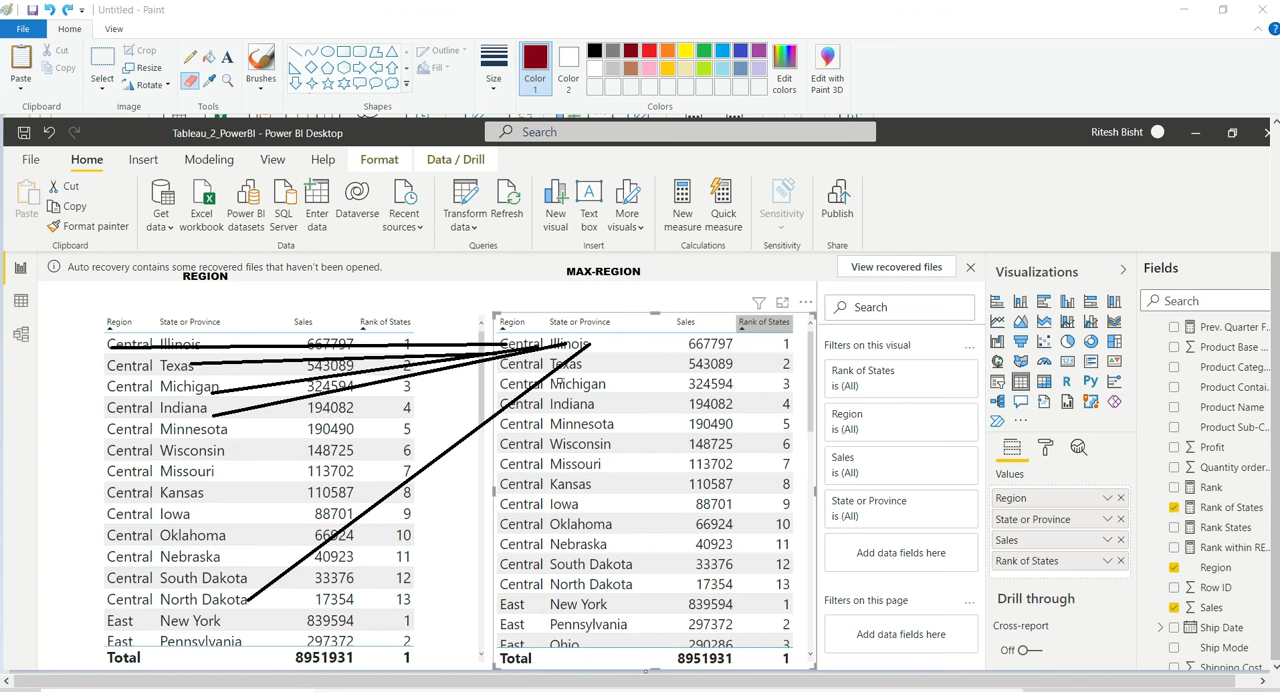 Untitled - Paint
File Home View
Paste Cut Copy Select Crop Resize Rotate Brushes Outline Fill Size Color 1 Color 2 Edit colors Edit with Paint 3D
Clipboard Image Tools Shapes Colors
Tableau_2_PowerBI - Power BI Desktop Search Ritesh Bisht
File Home Insert Modeling View Help Format Data / Drill
Paste Cut Copy Format painter Get data Excel workbook Power BI datasets SQL Server Enter data Dataverse Recent sources Transform data Refresh New visual Text box More visuals New measure Quick measure Sensitivity Publish
Clipboard Data Queries Insert Calculations Sensitivity Share
Auto recovery contains some recovered files that haven't been opened. View recovered files
REGION
Region State or Province Sales Rank of States
Central Illinois 667797 1
Central Texas 543089 2
Central Michigan 324594 3
Central Indiana 194082 4
Central Minnesota 190490 5
Central Wisconsin 148725 6
Central Missouri 113702 7
Central Kansas 110587 8
Central Iowa 88701 9
Central Oklahoma 66924 10
Central Nebraska 40923 11
Central South Dakota 33376 12
Central North Dakota 17354 13
East New York 839594 1
East Pennsylvania 297372 2
Total 8951931 1
MAX-REGION
Region State or Province Sales Rank of States
Central Illinois 667797 1
Central Texas 543089 2
Central Michigan 324594 3
Central Indiana 194082 4
Central Minnesota 190490 5
Central Wisconsin 148725 6
Central Missouri 113702 7
Central Kansas 110587 8
Central Iowa 88701 9
Central Oklahoma 66924 10
Central Nebraska 40923 11
Central South Dakota 33376 12
Central North Dakota 17354 13
East New York 839594 1
East Pennsylvania 297372 2
East Ohio 290286 3
Total 8951931 1
Search
Filters on this visual ...
Rank of States
is (All)
Region
is (All)
Sales
is (All)
State or Province
is (All)
Add data fields here
Filters on this page ...
Add data fields here
Visualizations
R Py
Values
Region
State or Province
Sales
Rank of States
Drill through
Cross-report
Off
Fields
Search
Prev. Quarter F...
Product Base ...
Product Categ...
Product Contai...
Product Name
Product Sub-C...
Profit
Quantity order...
Rank
Rank of States
Rank States
Rank within RE...
Region
Row ID
Sales
Ship Date
Ship Mode
Shipping Cost